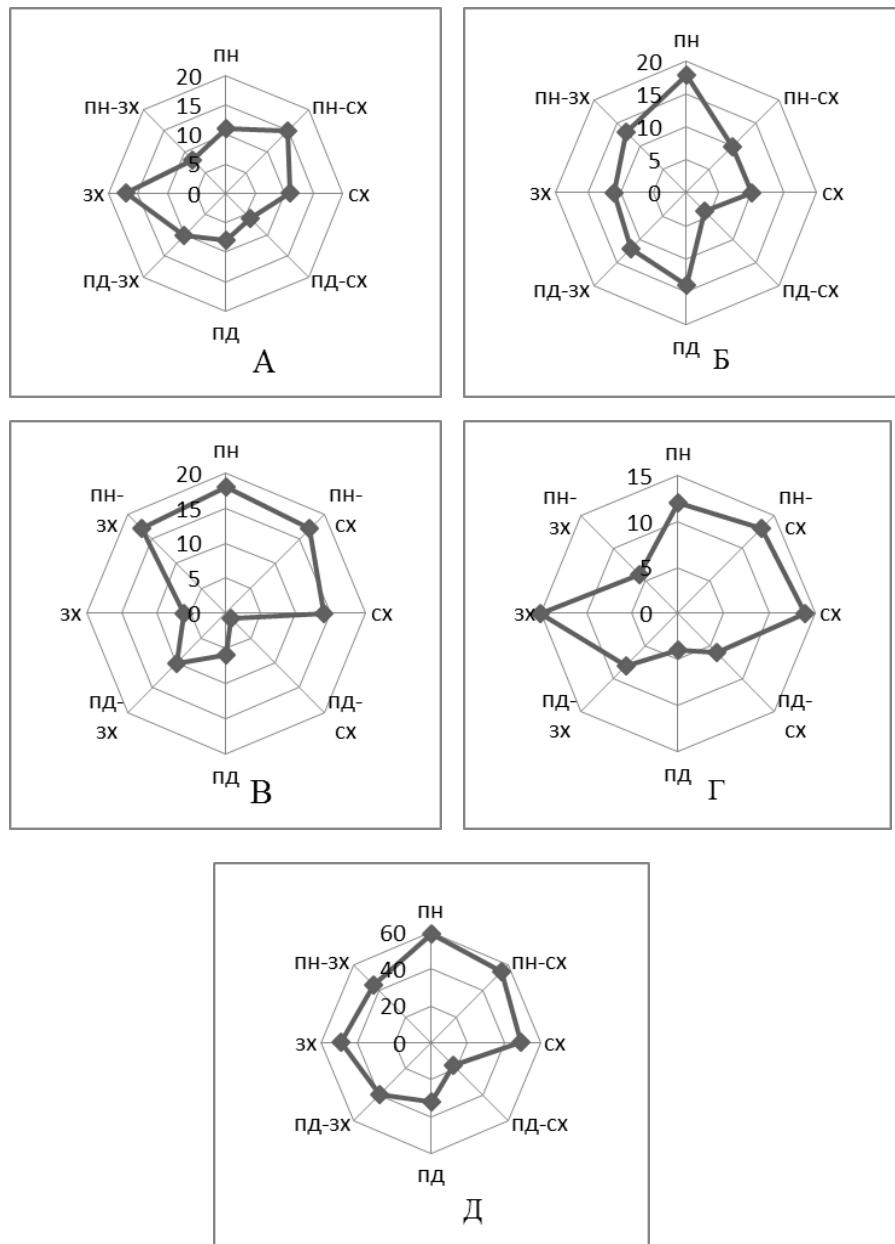 пн
20
15
10
5
0
пн-сх
сх
пд-сх
пд
пд-зх
зх
пн-зх
А
пн
20
15
10
5
0
пн-сх
сх
пд-сх
пд
пд-зх
зх
пн-зх
Б
пн
20
15
10
5
0
пн-
сх
сх
пд-
сх
пд
пд-
зх
зх
пн-
зх
В
пн
15
10
5
0
пн-
сх
сх
пд-
сх
пд
пд-
зх
зх
пн-
зх
Г
пн
60
40
20
0
пн-сх
сх
пд-сх
пд
пд-зх
зх
пн-зх
Д